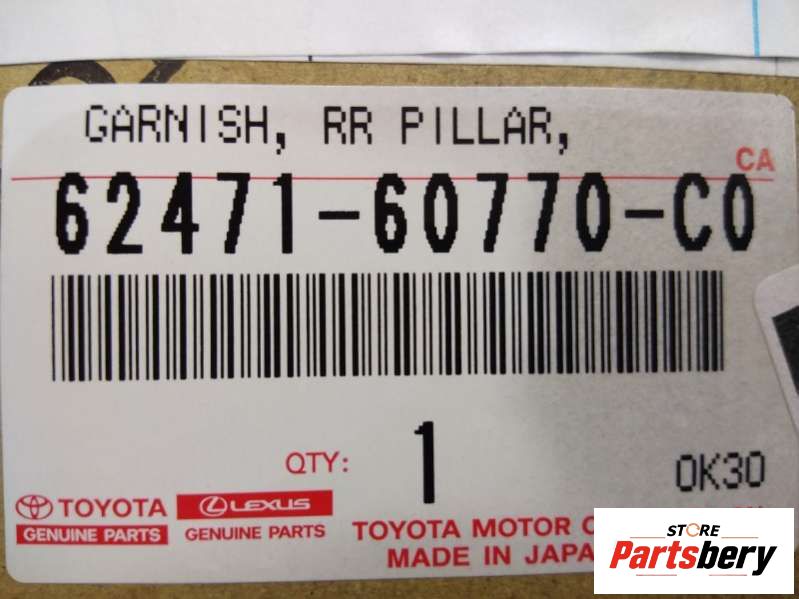 GARNISH, RR PILLAR,
CA
62471-60770-C0
QTY: 1
0K30
TOYOTA
GENUINE PARTS
LEXUS
GENUINE PARTS
TOYOTA MOTOR
MADE IN JAPA
STORE
Partsbery